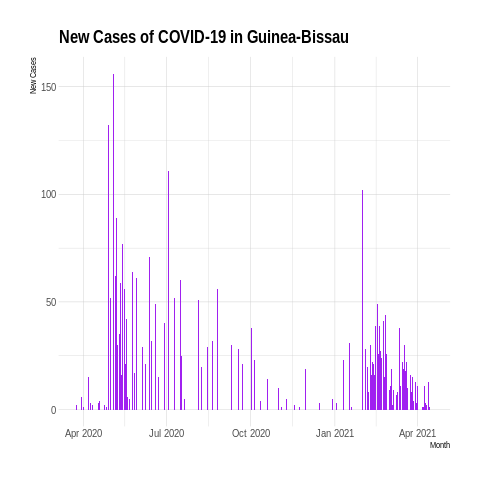 New Cases of COVID-19 in Guinea-Bissau
New Cases
150
100
50
0
Apr 2020 Jul 2020 Oct 2020 Jan 2021 Apr 2021
Month